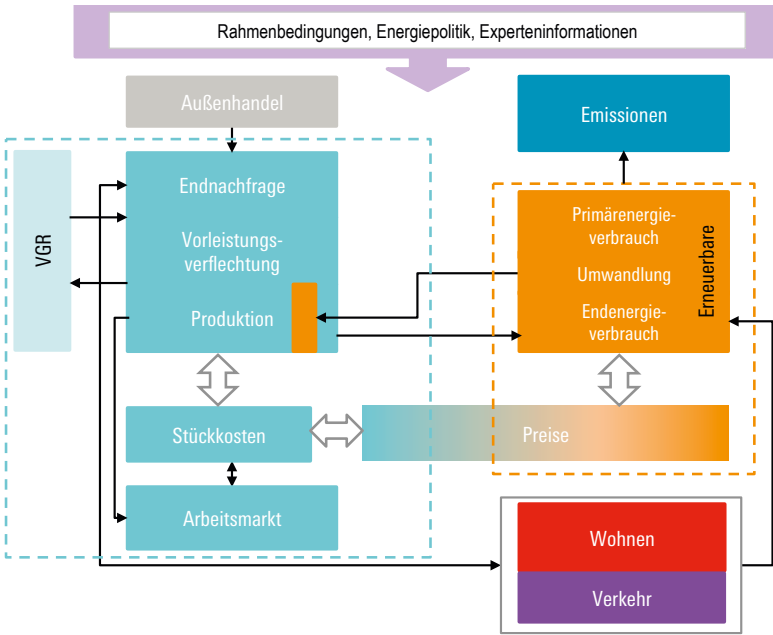 Rahmenbedingungen, Energiepolitik, Experteninformationen
Außenhandel
Emissionen
VGR
Endnachfrage
Vorleistungs-
verflechtung
Produktion
Primärenergie-
verbrauch
Umwandlung
Endenergie-
verbrauch
Erneuerbare
Stückkosten
Preise
Arbeitsmarkt
Wohnen
Verkehr